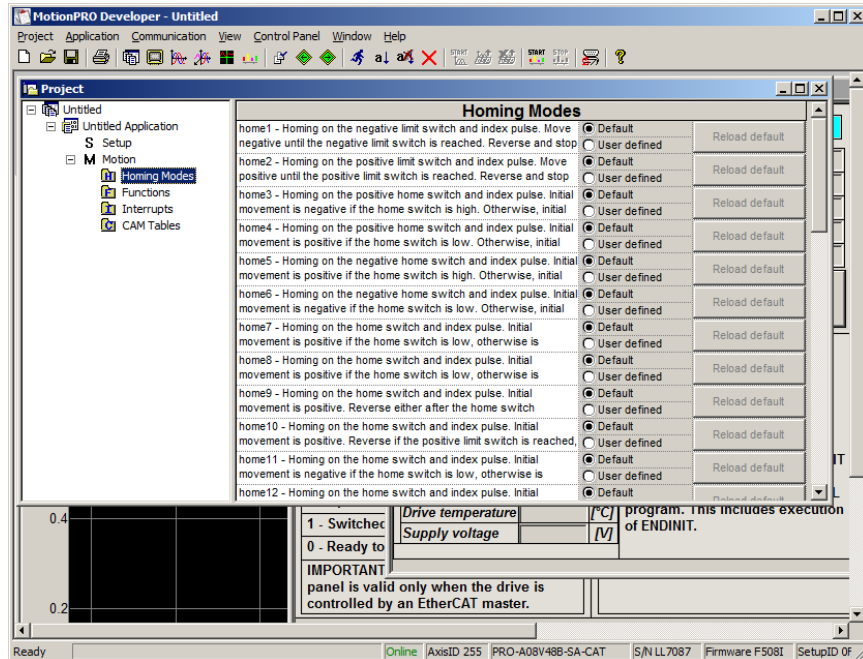 MotionPRO Developer - Untitled
Project Application Communication View Control Panel Window Help
START START STOP
Project
Untitled
Untitled Application
S Setup
M Motion
Homing Modes
Functions
Interrupts
CAM Tables
Homing Modes
home1 - Homing on the negative limit switch and index pulse. Move Default
negative until the negative limit switch is reached. Reverse and stop User defined
Reload default
home2 - Homing on the positive limit switch and index pulse. Move Default
positive until the positive limit switch is reached. Reverse and stop User defined
Reload default
home3 - Homing on the positive home switch and index pulse. Initial Default
movement is negative if the home switch is high. Otherwise, initial User defined
Reload default
home4 - Homing on the positive home switch and index pulse. Initial Default
movement is positive if the home switch is low. Otherwise, initial User defined
Reload default
home5 - Homing on the negative home switch and index pulse. Initial Default
movement is positive if the home switch is high. Otherwise, initial User defined
Reload default
home6 - Homing on the negative home switch and index pulse. Initial Default
movement is negative if the home switch is low. Otherwise, initial User defined
Reload default
home7 - Homing on the home switch and index pulse. Initial Default
movement is positive if the home switch is low, otherwise is User defined
Reload default
home8 - Homing on the home switch and index pulse. Initial Default
movement is positive if the home switch is low, otherwise is User defined
Reload default
home9 - Homing on the home switch and index pulse. Initial Default
movement is positive. Reverse either after the home switch User defined
Reload default
home10 - Homing on the home switch and index pulse. Initial Default
movement is positive. Reverse if the positive limit switch is reached, User defined
Reload default
home11 - Homing on the home switch and index pulse. Initial Default
movement is negative if the home switch is low, otherwise is User defined
Reload default
home12 - Homing on the home switch and index pulse. Initial Default
Reload default
IT
L
0.4
0.2
1 - Switched
0 - Ready to
IMPORTANT
panel is valid only when the drive is
controlled by an EtherCAT master.
Drive temperature [°C]
Supply voltage [V]
program. This includes execution
of ENDINIT.
Ready Online AxisID 255 PRO-A08V48B-SA-CAT S/N LL7087 Firmware F508I SetupID 0F